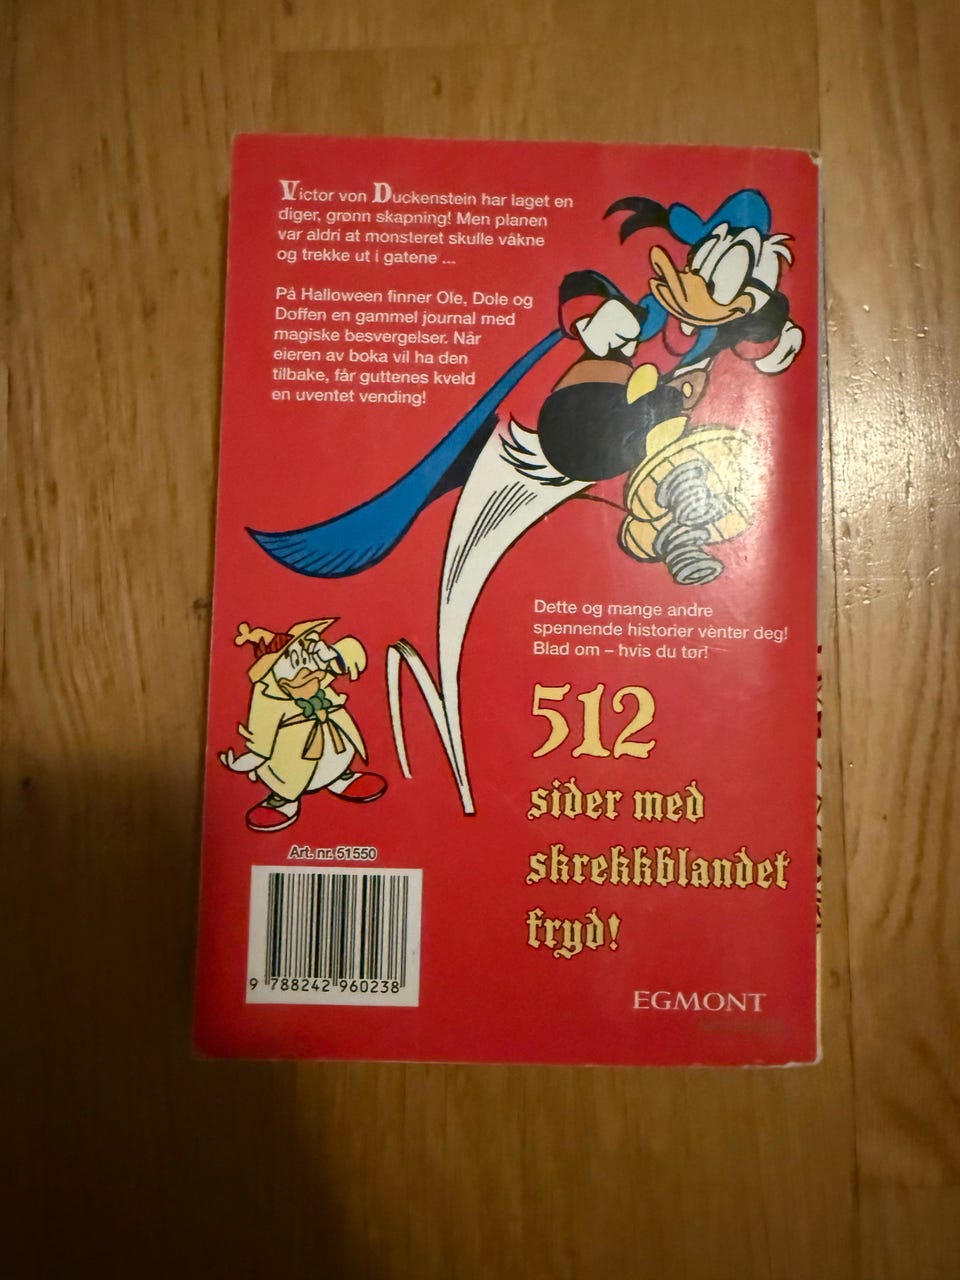 Victor von Duckenstein har laget en
diger, grønn skapning! Men planen
var aldri at monsteret skulle våkne
og trekke ut i gatene ...
På Halloween finner Ole, Dole og
Doffen en gammel journal med
magiske besvergelser. Når
eieren av boka vil ha den
tilbake, får guttenes kveld
en uventet vending!
Dette og mange andre
spennende historier venter deg!
Blad om – hvis du tør!
512
sider med
skrekkblandet
fryd!
Art. nr. 51550
9 788242 960238
EGMONT